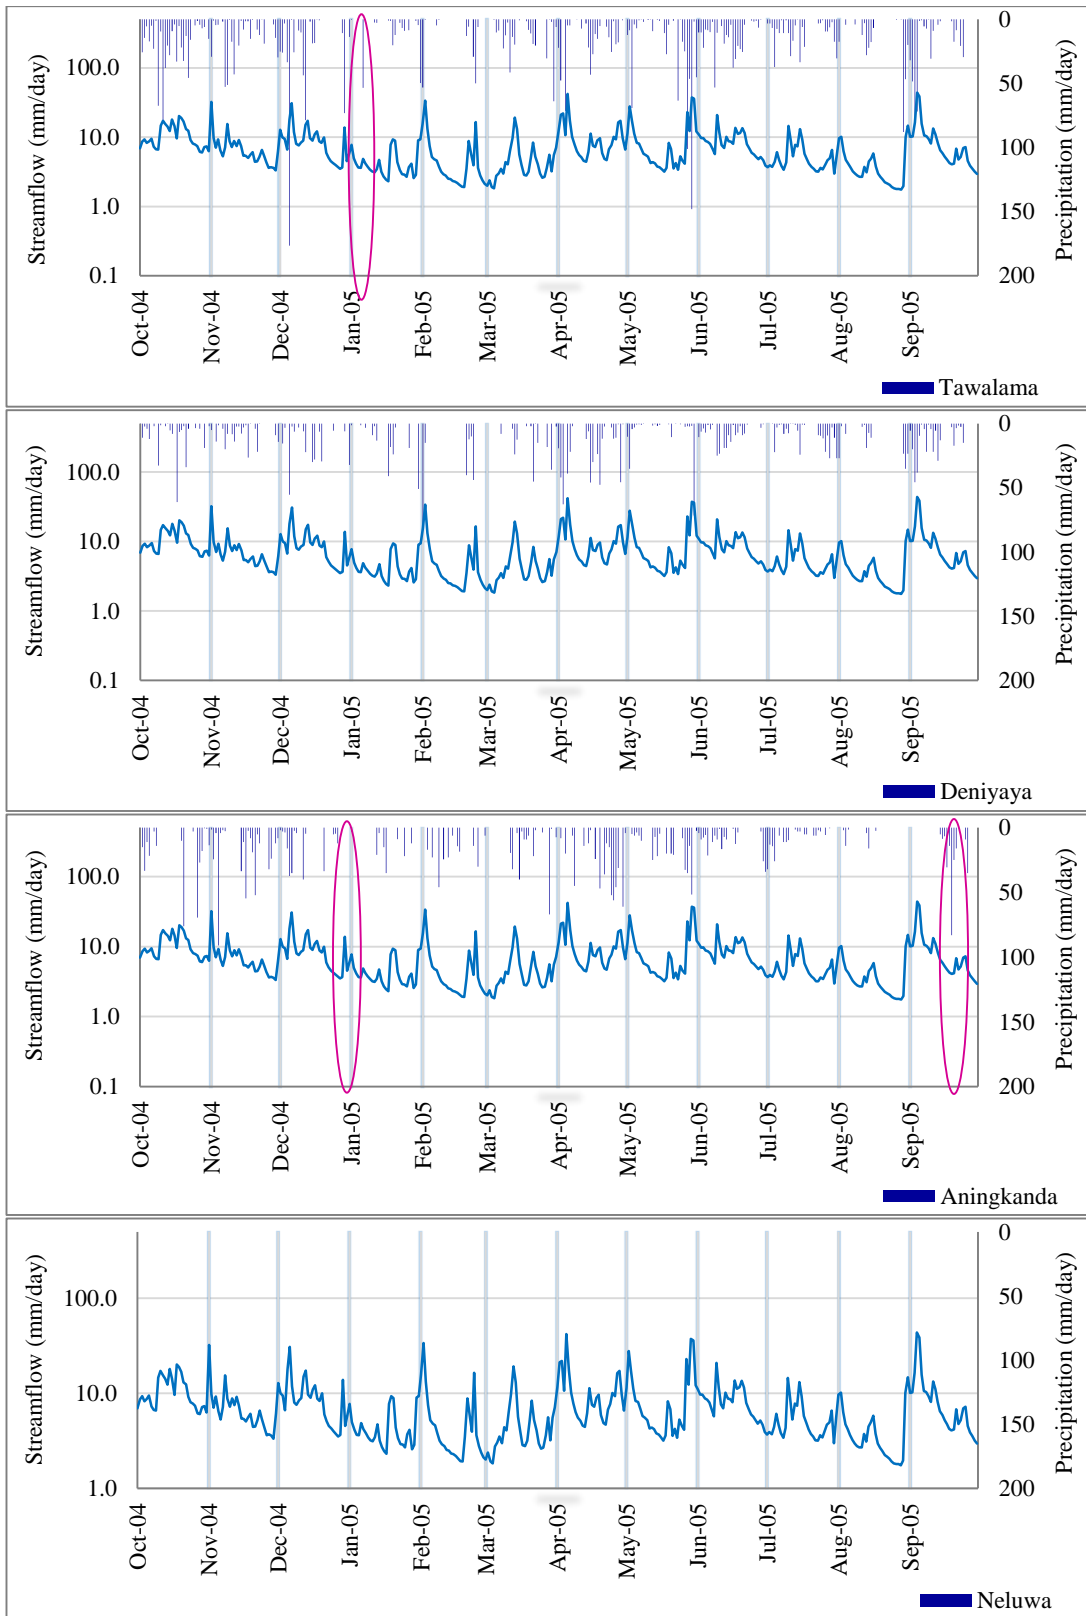 Streamflow (mm/day)
100.0
10.0
1.0
0.1
0
50
100
150
200
Precipitation (mm/day)
Oct-04
Nov-04
Dec-04
Jan-05
Feb-05
Mar-05
Apr-05
May-05
Jun-05
Jul-05
Aug-05
Sep-05
Tawalama
Streamflow (mm/day)
100.0
10.0
1.0
0.1
0
50
100
150
200
Precipitation (mm/day)
Oct-04
Nov-04
Dec-04
Jan-05
Feb-05
Mar-05
Apr-05
May-05
Jun-05
Jul-05
Aug-05
Sep-05
Deniyaya
Streamflow (mm/day)
100.0
10.0
1.0
0.1
0
50
100
150
200
Precipitation (mm/day)
Oct-04
Nov-04
Dec-04
Jan-05
Feb-05
Mar-05
Apr-05
May-05
Jun-05
Jul-05
Aug-05
Sep-05
Aningkanda
Streamflow (mm/day)
100.0
10.0
1.0
0
50
100
150
200
Precipitation (mm/day)
Oct-04
Nov-04
Dec-04
Jan-05
Feb-05
Mar-05
Apr-05
May-05
Jun-05
Jul-05
Aug-05
Sep-05
Neluwa